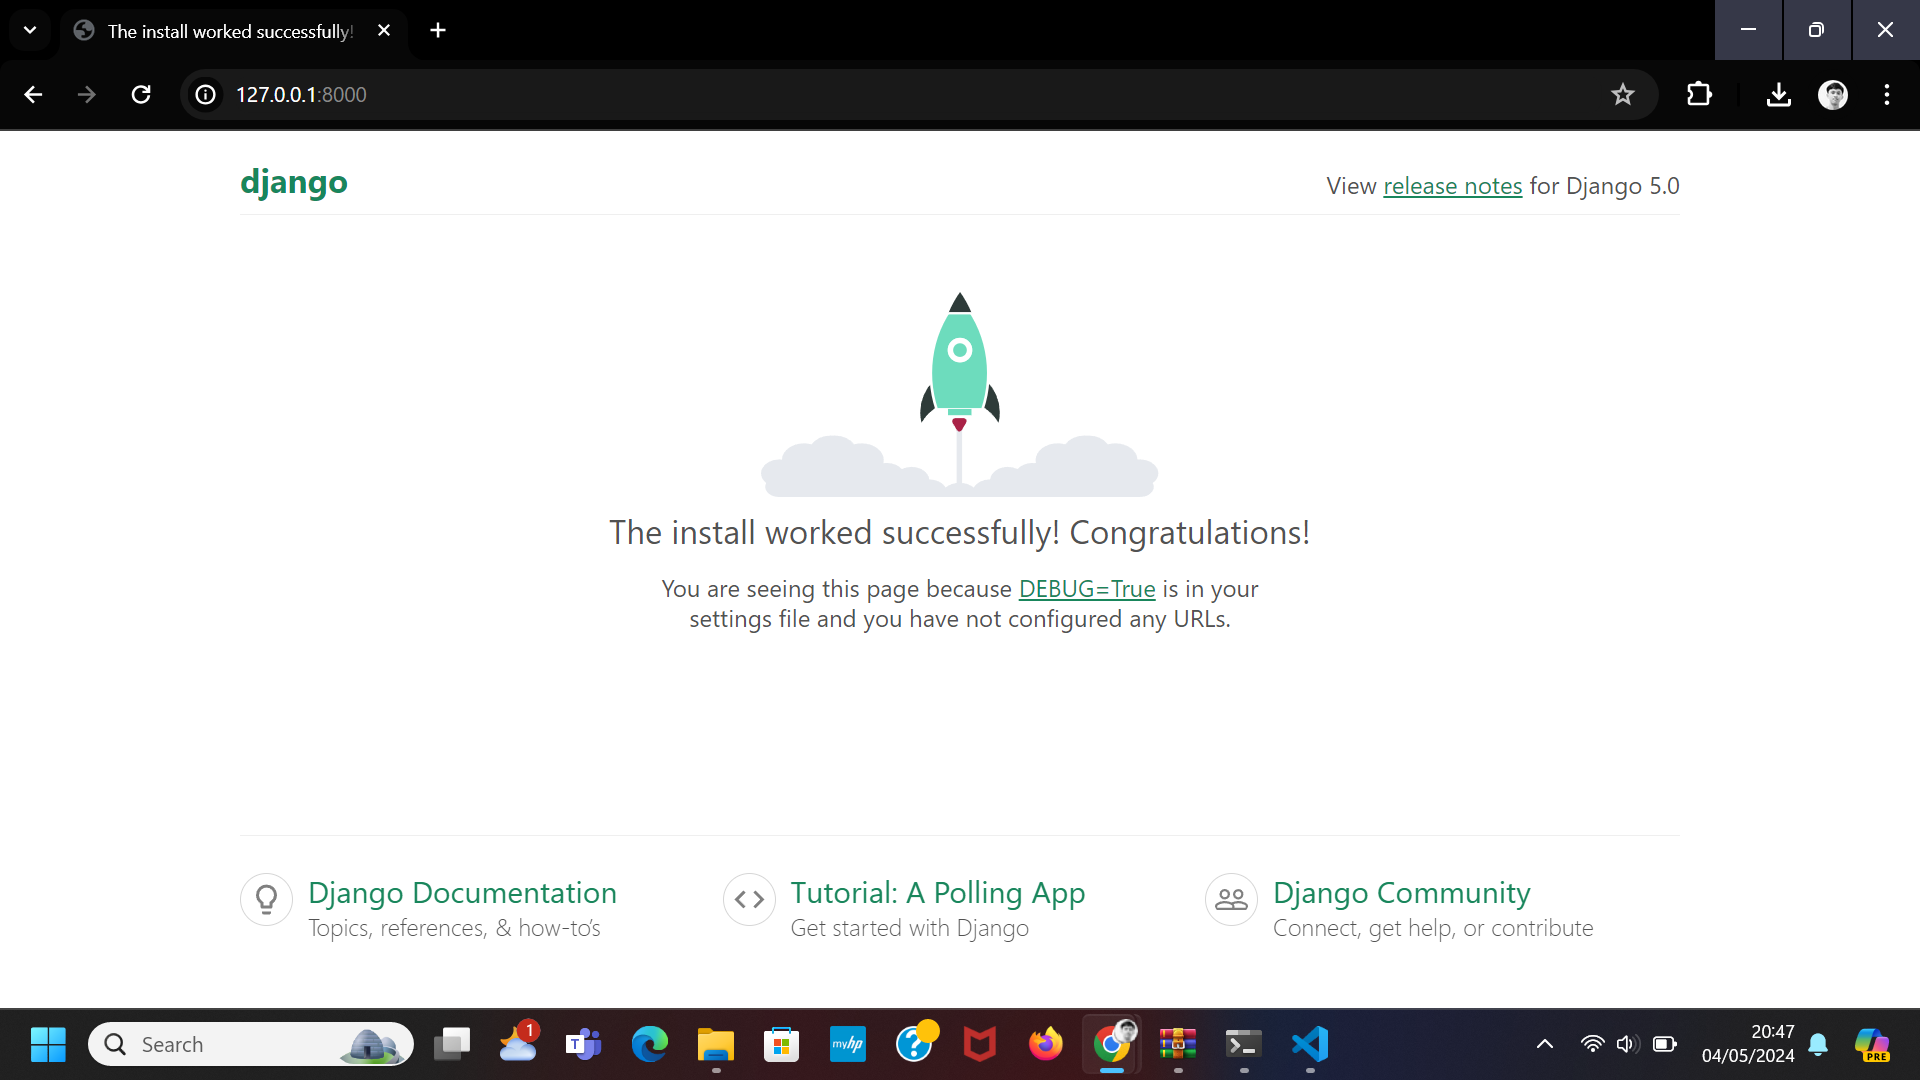 The install worked successfully!
127.0.0.1:8000
django
View release notes for Django 5.0
The install worked successfully! Congratulations!
You are seeing this page because DEBUG=True is in your
settings file and you have not configured any URLs.
Django Documentation
Topics, references, & how-to's
Tutorial: A Polling App
Get started with Django
Django Community
Connect, get help, or contribute
Search
1
T
myhp
?
20:47
04/05/2024
PRE